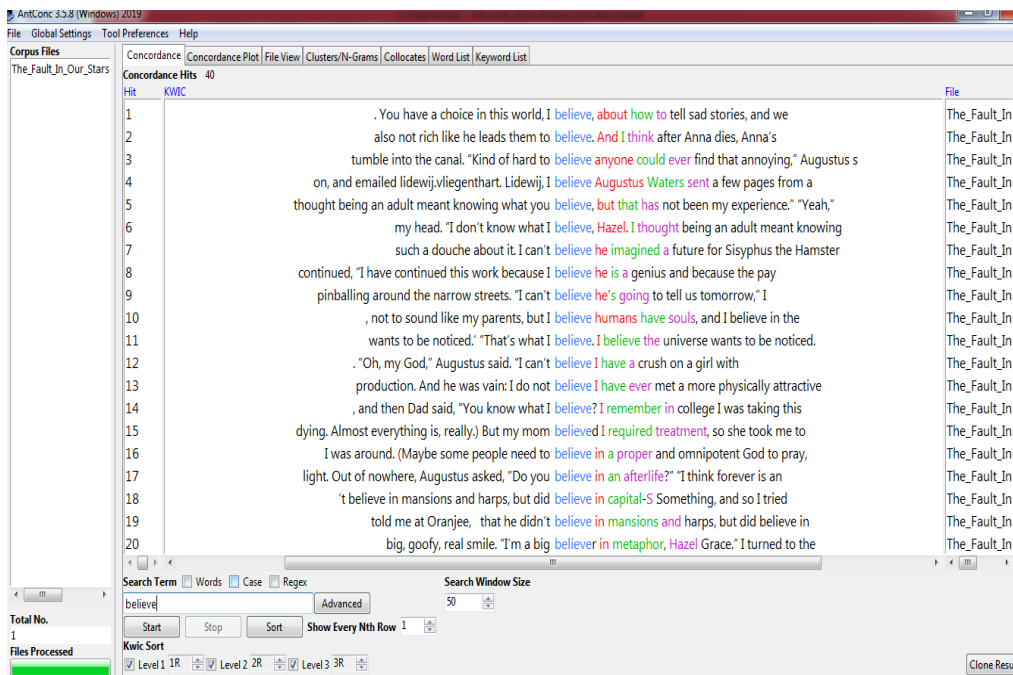 AntConc 3.5.8 (Windows) 2019
File Global Settings Tool Preferences Help
Corpus Files
The_Fault_In_Our_Stars
Concordance Concordance Plot File View Clusters/N-Grams Collocates Word List Keyword List
Concordance Hits 40
Hit KWIC File
1 . You have a choice in this world, I believe, about how to tell sad stories, and we The_Fault_In
2 also not rich like he leads them to believe. And I think after Anna dies, Anna's The_Fault_In
3 tumble into the canal. "Kind of hard to believe anyone could ever find that annoying," Augustus s The_Fault_In
4 on, and emailed lidewij.vliegenthart. Lidewij, I believe Augustus Waters sent a few pages from a The_Fault_In
5 thought being an adult meant knowing what you believe, but that has not been my experience." "Yeah," The_Fault_In
6 my head. "I don't know what I believe, Hazel. I thought being an adult meant knowing The_Fault_In
7 such a douche about it. I can't believe he imagined a future for Sisyphus the Hamster The_Fault_In
8 continued, "I have continued this work because I believe he is a genius and because the pay The_Fault_In
9 pinballing around the narrow streets. "I can't believe he's going to tell us tomorrow," I The_Fault_In
10 , not to sound like my parents, but I believe humans have souls, and I believe in the The_Fault_In
11 wants to be noticed.' "That's what I believe. I believe the universe wants to be noticed. The_Fault_In
12 . "Oh, my God," Augustus said. "I can't believe I have a crush on a girl with The_Fault_In
13 production. And he was vain: I do not believe I have ever met a more physically attractive The_Fault_In
14 , and then Dad said, "You know what I believe? I remember in college I was taking this The_Fault_In
15 dying. Almost everything is, really.) But my mom believed I required treatment, so she took me to The_Fault_In
16 I was around. (Maybe some people need to believe in a proper and omnipotent God to pray, The_Fault_In
17 light. Out of nowhere, Augustus asked, "Do you believe in an afterlife?" "I think forever is an The_Fault_In
18 't believe in mansions and harps, but did believe in capital-S Something, and so I tried The_Fault_In
19 told me at Oranjee, that he didn't believe in mansions and harps, but did believe in The_Fault_In
20 big, goofy, real smile. "I'm a big believer in metaphor, Hazel Grace." I turned to the The_Fault_In
Search Term Words Case Regex Search Window Size
believe Advanced 50
Total No.
1
Start Stop Sort Show Every Nth Row 1
Files Processed
Kwic Sort
Level 1 1R Level 2 2R Level 3 3R Clone Resu